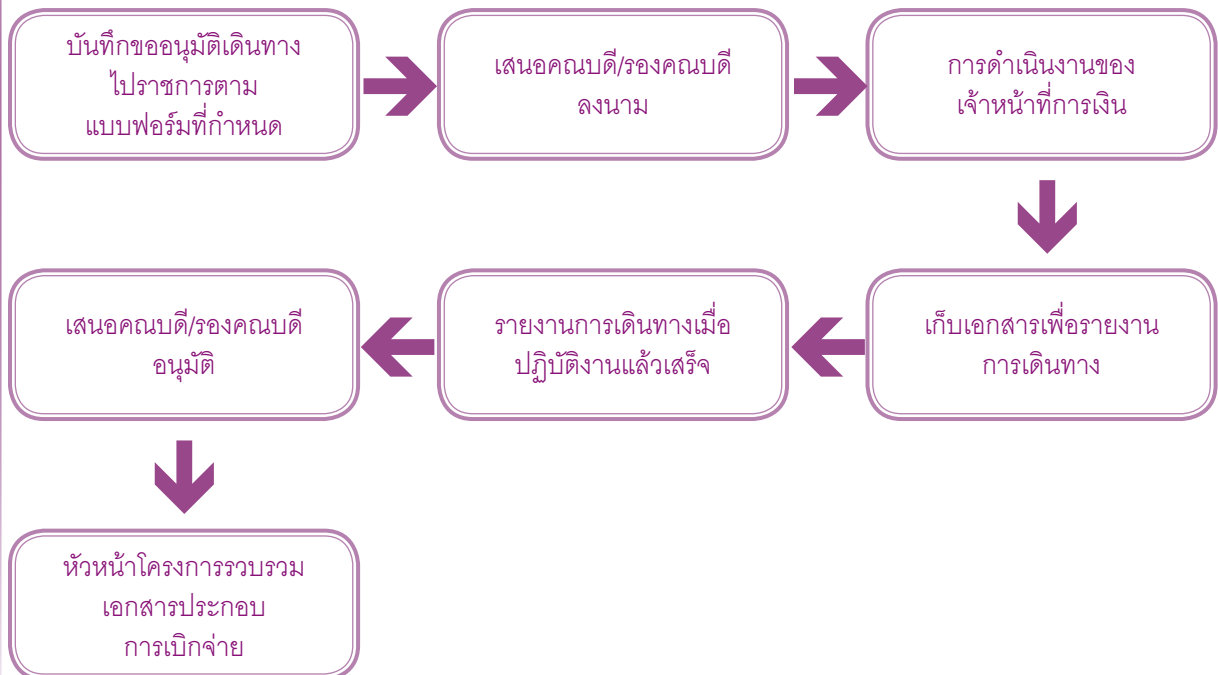 บันทึกขออนุมัติเดินทาง
ไปราชการตาม
แบบฟอร์มที่กำหนด
เสนอคณบดี/รองคณบดี
ลงนาม
การดำเนินงานของ
เจ้าหน้าที่การเงิน
เก็บเอกสารเพื่อรายงาน
การเดินทาง
รายงานการเดินทางเมื่อ
ปฏิบัติงานแล้วเสร็จ
เสนอคณบดี/รองคณบดี
อนุมัติ
หัวหน้าโครงการรวบรวม
เอกสารประกอบ
การเบิกจ่าย